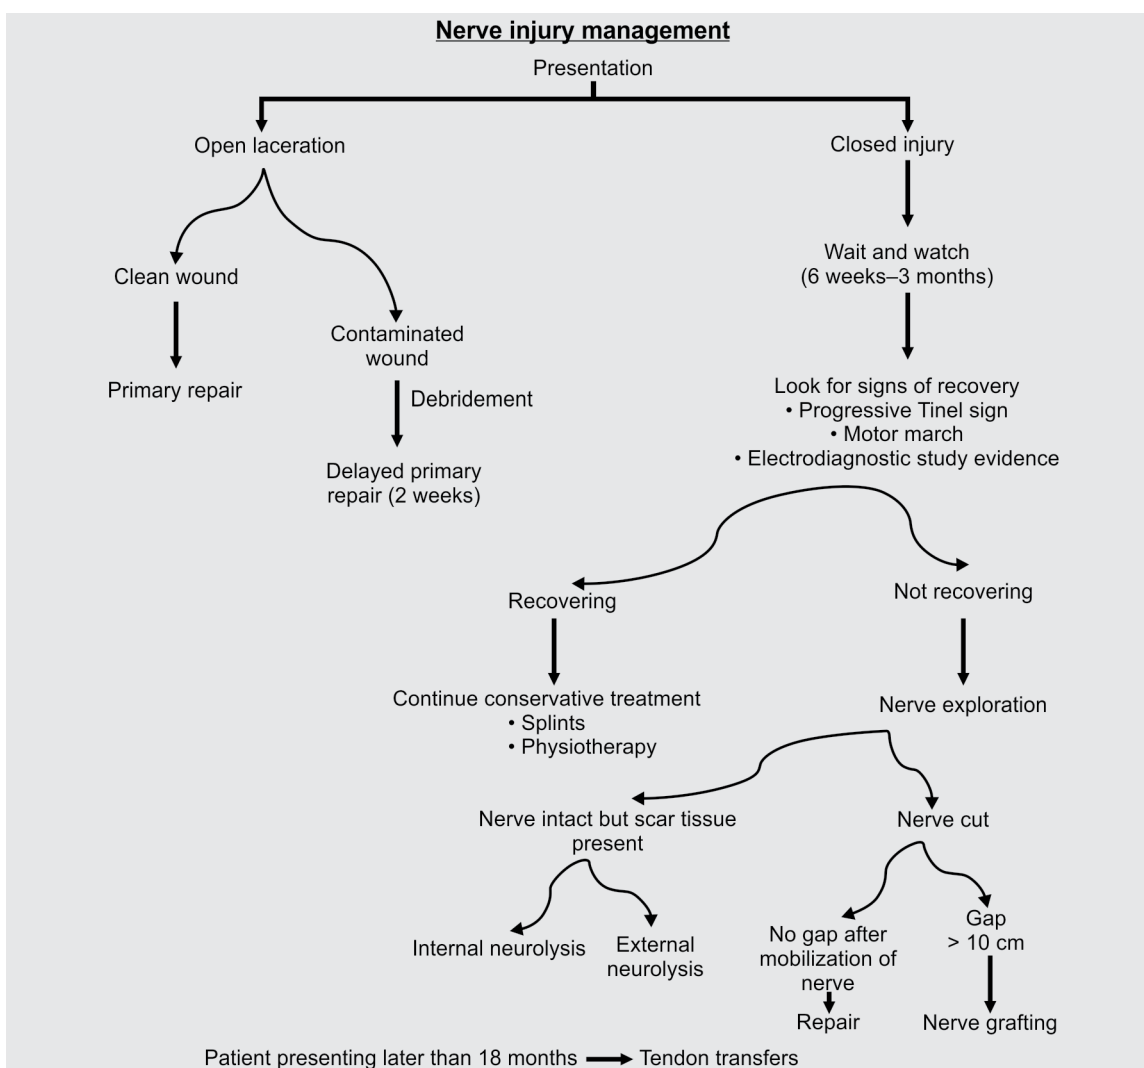 Nerve injury management
Presentation
Open laceration
Closed injury
Clean wound
Wait and watch
(6 weeks–3 months)
Contaminated
wound
Primary repair
Debridement
Look for signs of recovery
• Progressive Tinel sign
• Motor march
• Electrodiagnostic study evidence
Delayed primary
repair (2 weeks)
Recovering
Not recovering
Continue conservative treatment
• Splints
• Physiotherapy
Nerve exploration
Nerve intact but scar tissue
present
Nerve cut
Internal neurolysis
External
neurolysis
No gap after
mobilization of
nerve
Gap
> 10 cm
Repair
Nerve grafting
Patient presenting later than 18 months Tendon transfers